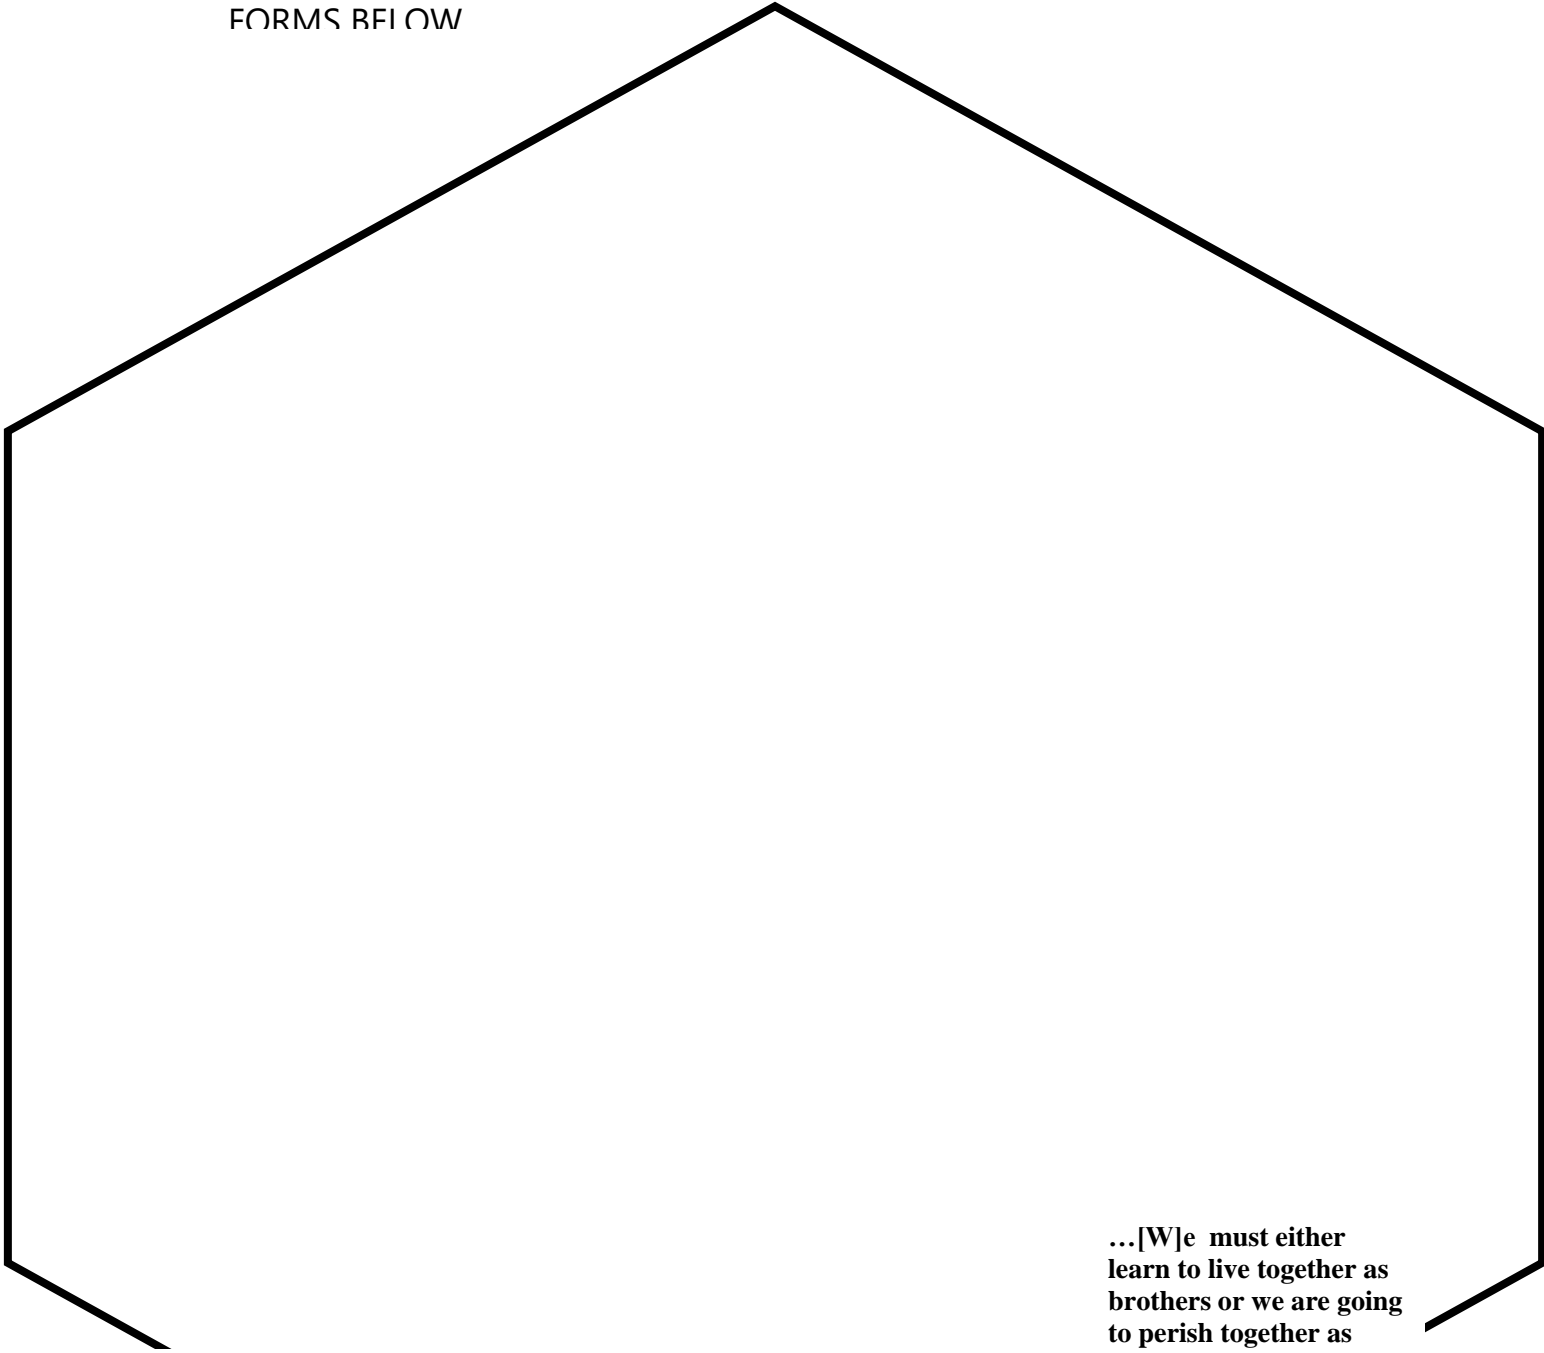 FORMS BELOW
…[W]e  must either
learn to live together as
brothers or we are going
to perish together as